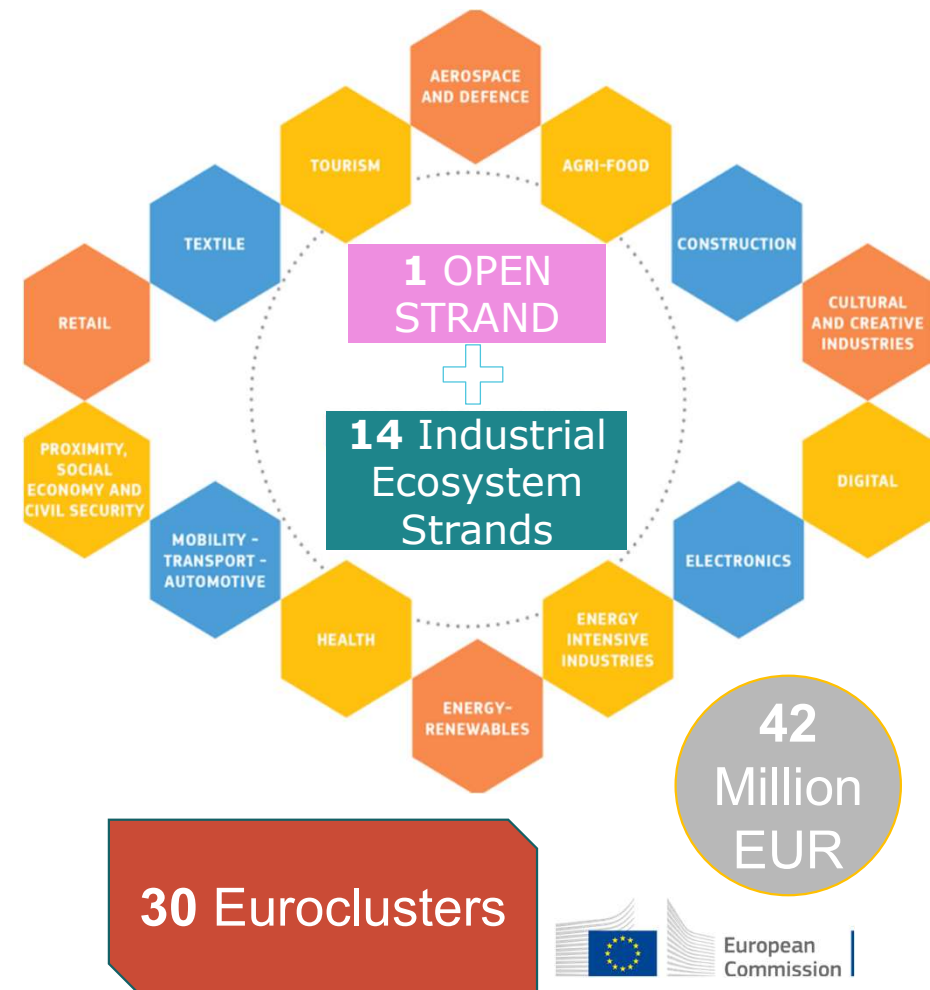 AEROSPACE
AND DEFENCE
TOURISM
AGRI-FOOD
TEXTILE
CONSTRUCTION
RETAIL
CULTURAL
AND CREATIVE
INDUSTRIES
1 OPEN
STRAND
14 Industrial
Ecosystem
Strands
PROXIMITY,
SOCIAL
ECONOMY AND
CIVIL SECURITY
DIGITAL
MOBILITY -
TRANSPORT -
AUTOMOTIVE
ELECTRONICS
HEALTH
ENERGY
INTENSIVE
INDUSTRIES
ENERGY-
RENEWABLES
42
Million
EUR
30 Euroclusters
European
Commission